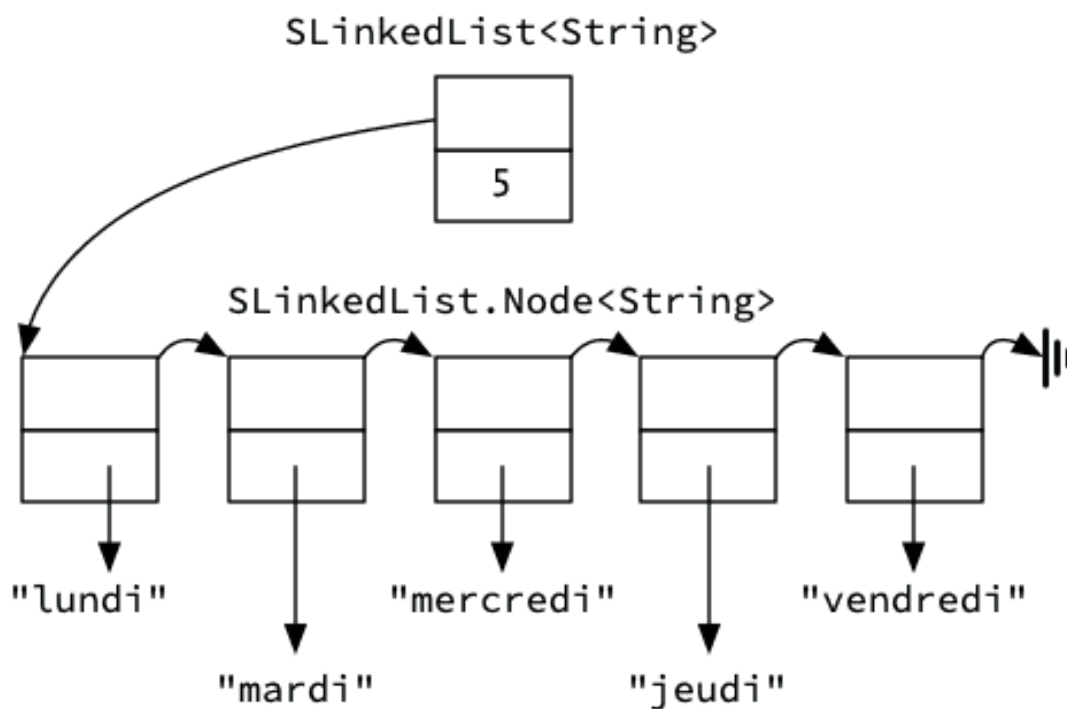 SLinkedList<String>
5
SLinkedList.Node<String>
"lundi" "mercredi" "vendredi"
"mardi" "jeudi"